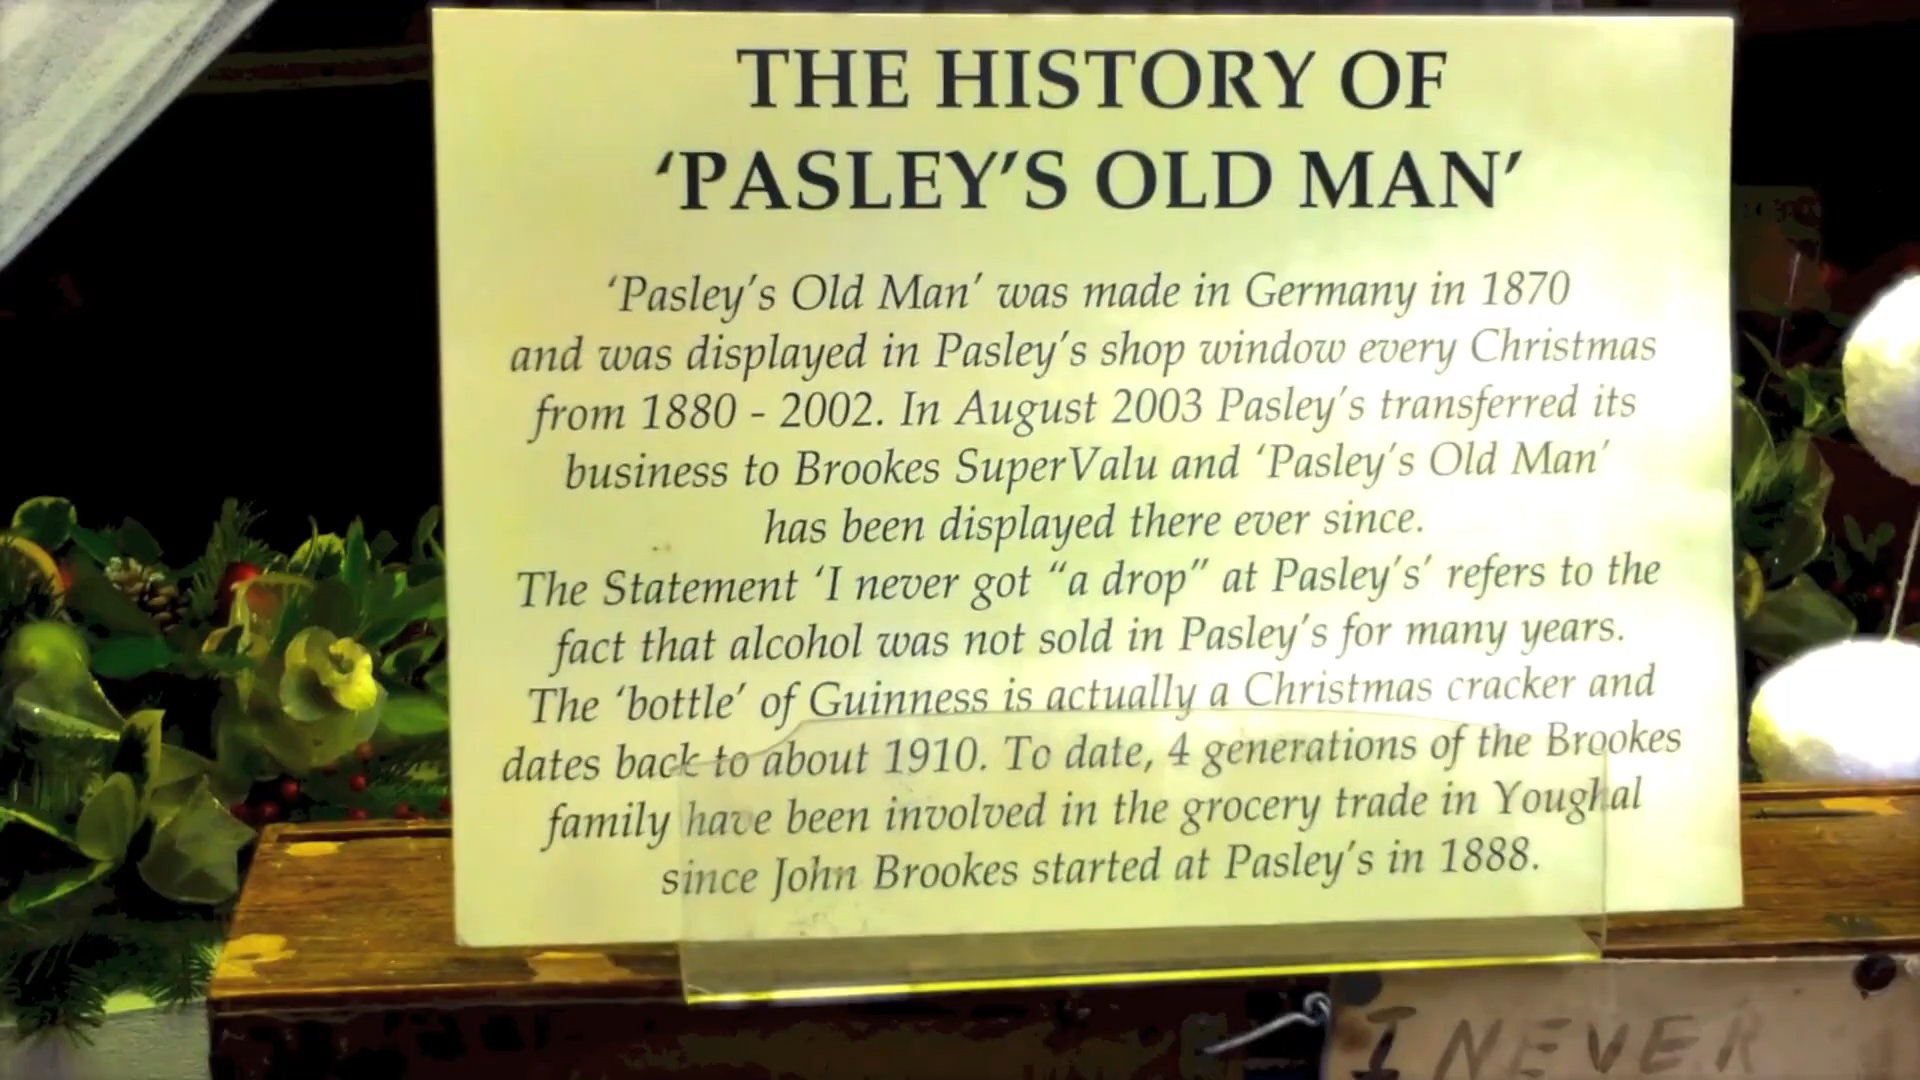 THE HISTORY OF
‘PASLEY’S OLD MAN’
‘Pasley’s Old Man’ was made in Germany in 1870
and was displayed in Pasley’s shop window every Christmas
from 1880 - 2002. In August 2003 Pasley’s transferred its
business to Brookes SuperValu and ‘Pasley’s Old Man’
has been displayed there ever since.
The Statement ‘I never got “a drop” at Pasley’s’ refers to the
fact that alcohol was not sold in Pasley’s for many years.
The ‘bottle’ of Guinness is actually a Christmas cracker and
dates back to about 1910. To date, 4 generations of the Brookes
family have been involved in the grocery trade in Youghal
since John Brookes started at Pasley’s in 1888.
I NEVER